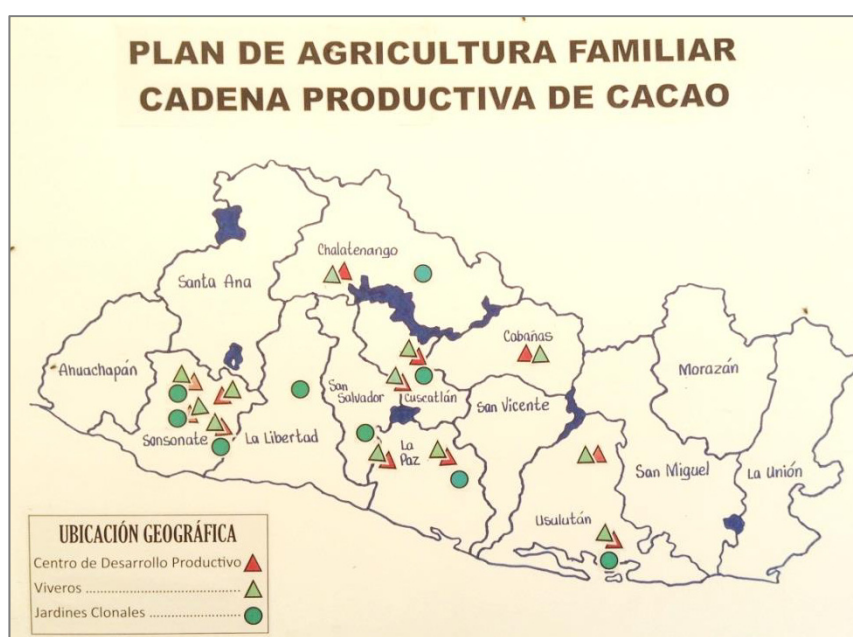 PLAN DE AGRICULTURA FAMILIAR
CADENA PRODUCTIVA DE CACAO
Chalatenango
Santa Ana
Cabañas
Ahuachapán
Morazán
San
Salvador
Cuscatlán
San Vicente
Sonsonate
La Libertad
La
Paz
San Miguel
La Unión
Usulután
UBICACIÓN GEOGRÁFICA
Centro de Desarrollo Productivo
Viveros ........................................
Jardines Clonales .......................